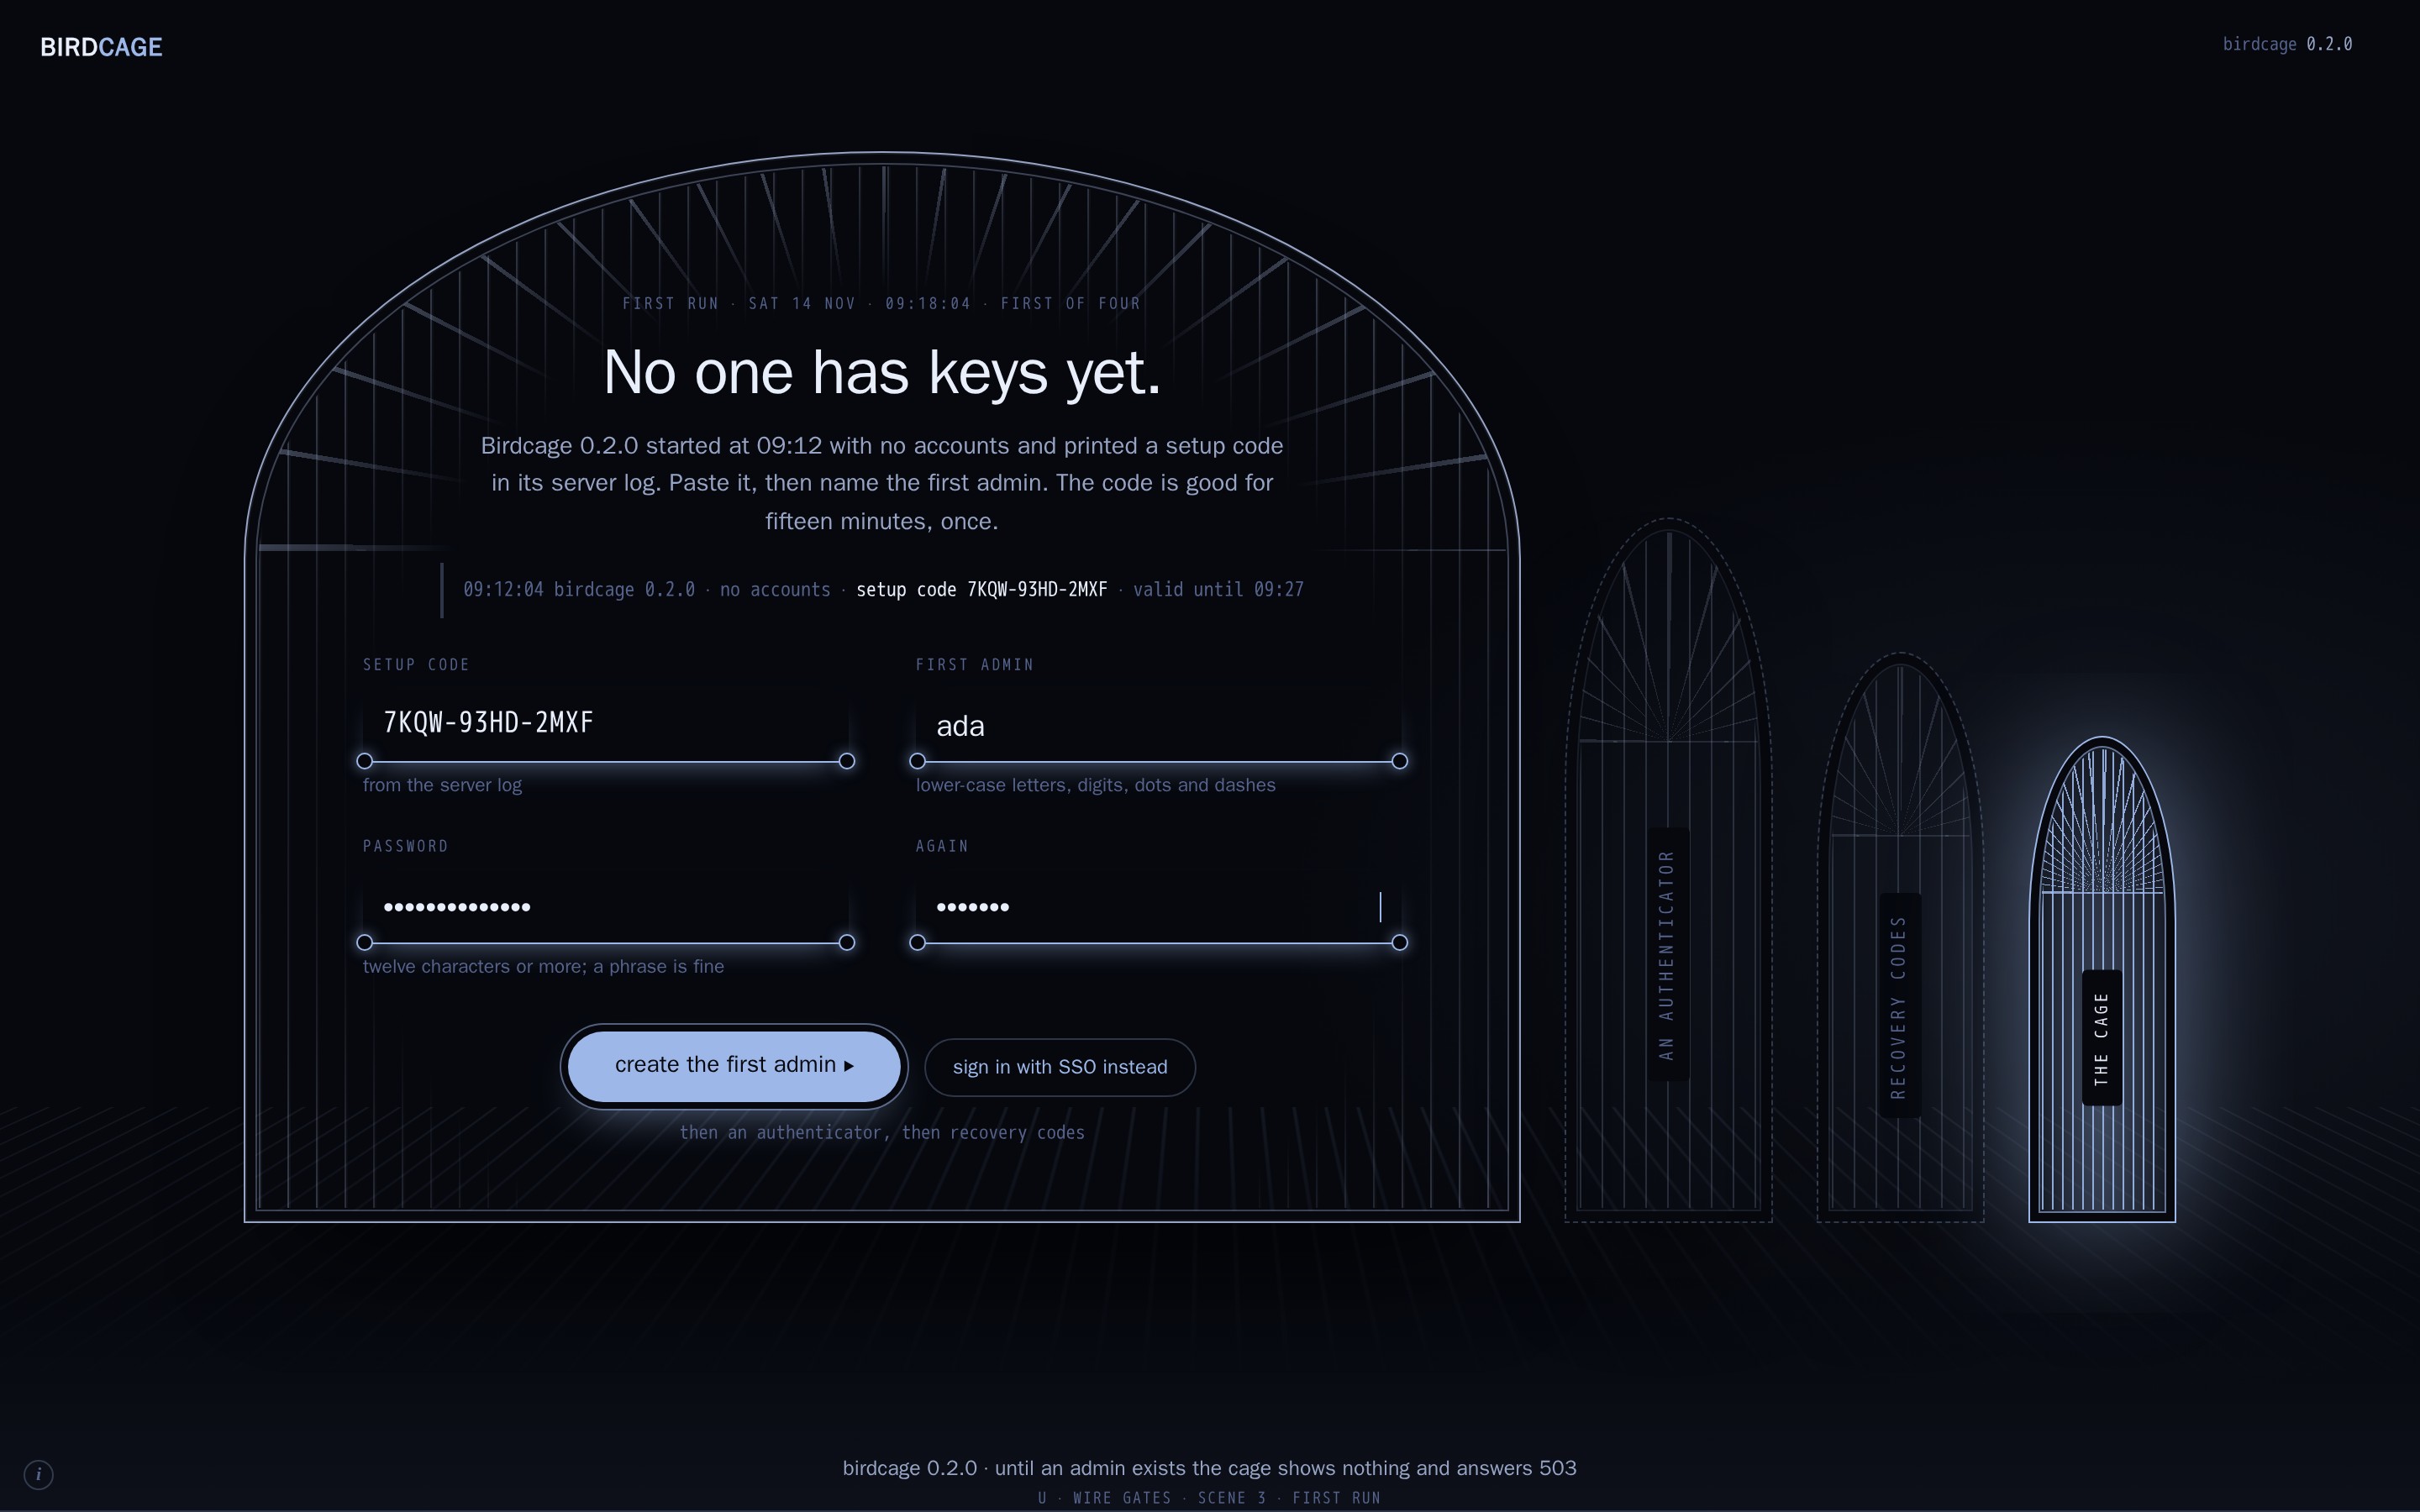 BIRDCAGE
birdcage 0.2.0
FIRST RUN · SAT 14 NOV · 09:18:04 · FIRST OF FOUR
No one has keys yet.
Birdcage 0.2.0 started at 09:12 with no accounts and printed a setup code
in its server log. Paste it, then name the first admin. The code is good for
fifteen minutes, once.
09:12:04 birdcage 0.2.0 · no accounts · setup code 7KQW-93HD-2MXF · valid until 09:27
SETUP CODE
7KQW-93HD-2MXF
from the server log
FIRST ADMIN
ada
lower-case letters, digits, dots and dashes
PASSWORD
••••••••••••••
twelve characters or more; a phrase is fine
AGAIN
•••••••
create the first admin ▸
sign in with SSO instead
then an authenticator, then recovery codes
AN AUTHENTICATOR
RECOVERY CODES
THE CAGE
i
birdcage 0.2.0 · until an admin exists the cage shows nothing and answers 503
U · WIRE GATES · SCENE 3 · FIRST RUN